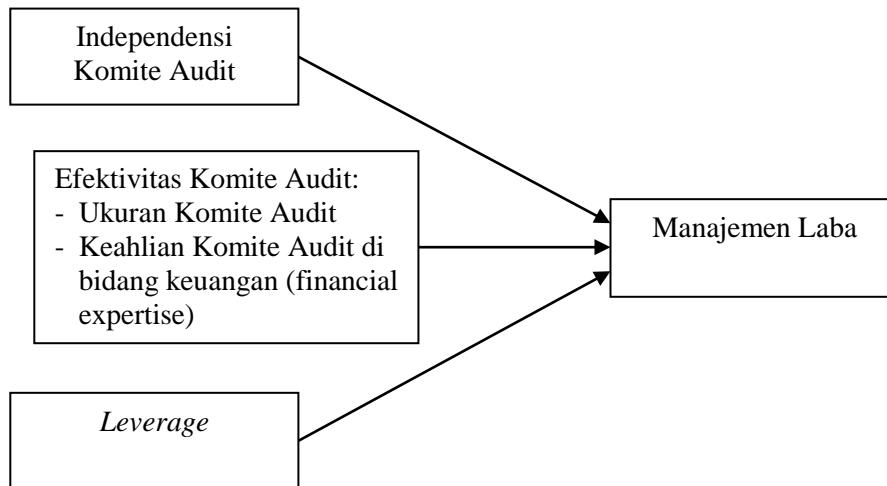 Independensi
Komite Audit
Efektivitas Komite Audit:
- Ukuran Komite Audit
- Keahlian Komite Audit di
bidang keuangan (financial
expertise)
Manajemen Laba
Leverage